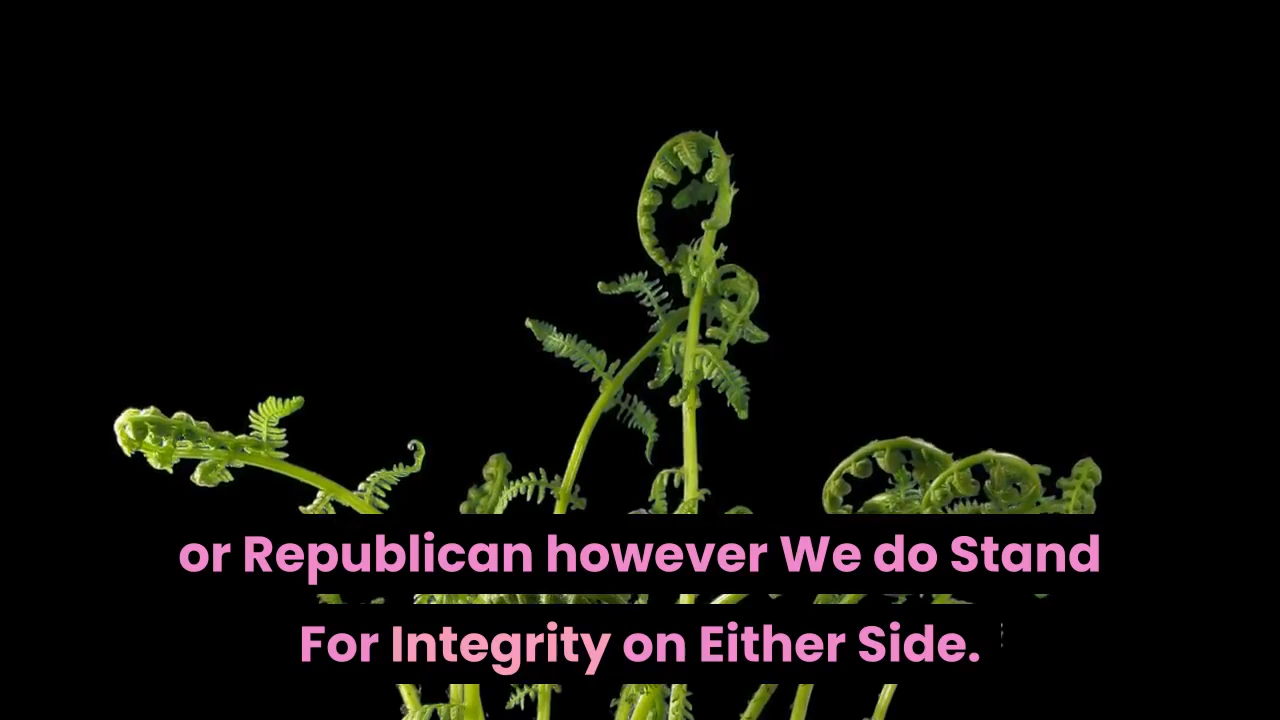 or Republican however We do Stand
For Integrity on Either Side.